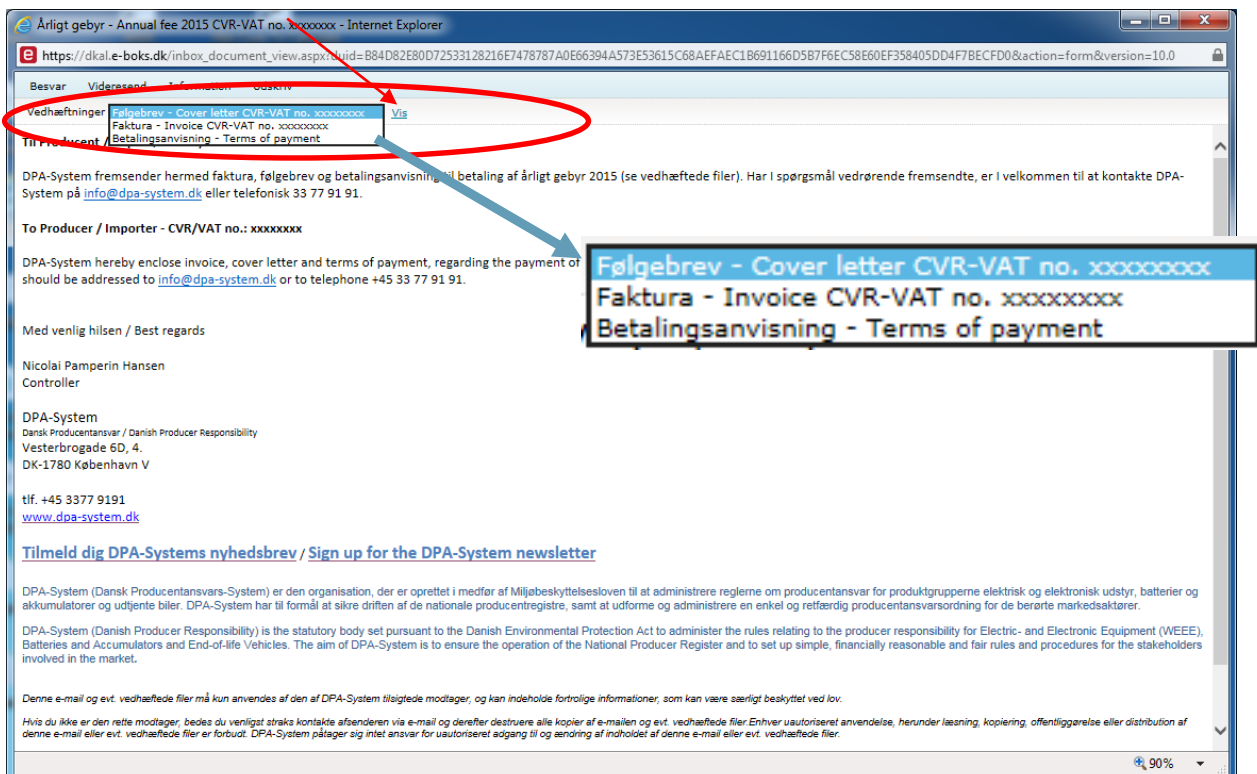 Årligt gebyr - Annual fee 2015 CVR-VAT no. xxxxxxxx - Internet Explorer
https://dkal.e-boks.dk/inbox_document_view.aspx?duid=B84D82E80D72533128216E7478787A0E66394A573E53615C68AEFAEC1B691166D5B7F6EC58E60EF358405DD4F7BECFD0&action=form&version=10.0
Besvar Videresend Information Udskriv
Vedhæftninger Følgebrev - Cover letter CVR-VAT no. xxxxxxxx Vis
Faktura - Invoice CVR-VAT no. xxxxxxxx
Betalingsanvisning - Terms of payment
Til Producent /
DPA-System fremsender hermed faktura, følgebrev og betalingsanvisning til betaling af årligt gebyr 2015 (se vedhæftede filer). Har I spørgsmål vedrørende fremsendte, er I velkommen til at kontakte DPA-
System på info@dpa-system.dk eller telefonisk 33 77 91 91.
To Producer / Importer - CVR/VAT no.: xxxxxxxx
DPA-System hereby enclose invoice, cover letter and terms of payment, regarding the payment of
should be addressed to info@dpa-system.dk or to telephone +45 33 77 91 91.
Følgebrev - Cover letter CVR-VAT no. xxxxxxxx
Faktura - Invoice CVR-VAT no. xxxxxxxx
Betalingsanvisning - Terms of payment
Med venlig hilsen / Best regards
Nicolai Pamperin Hansen
Controller
DPA-System
Dansk Producentansvar / Danish Producer Responsibility
Vesterbrogade 6D, 4.
DK-1780 København V
tlf. +45 3377 9191
www.dpa-system.dk
Tilmeld dig DPA-Systems nyhedsbrev / Sign up for the DPA-System newsletter
DPA-System (Dansk Producentansvars-System) er den organisation, der er oprettet i medfør af Miljøbeskyttelsesloven til at administrere reglerne om producentansvar for produktgrupperne elektrisk og elektronisk udstyr, batterier og
akkumulatorer og udtjente biler. DPA-System har til formål at sikre driften af de nationale producentregistre, samt at udforme og administrere en enkel og retfærdig producentansvarsordning for de berørte markedsaktører.
DPA-System (Danish Producer Responsibility) is the statutory body set pursuant to the Danish Environmental Protection Act to administer the rules relating to the producer responsibility for Electric- and Electronic Equipment (WEEE),
Batteries and Accumulators and End-of-life Vehicles. The aim of DPA-System is to ensure the operation of the National Producer Register and to set up simple, financially reasonable and fair rules and procedures for the stakeholders
involved in the market.
Denne e-mail og evt. vedhæftede filer må kun anvendes af den af DPA-System tilsigtede modtager, og kan indeholde fortrolige informationer, som kan være særligt beskyttet ved lov.
Hvis du ikke er den rette modtager, bedes du venligst straks kontakte afsenderen via e-mail og derefter destruere alle kopier af e-mailen og evt. vedhæftede filer.Enhver uautoriseret anvendelse, herunder læsning, kopiering, offentliggørelse eller distribution af
denne e-mail eller evt. vedhæftede filer er forbudt. DPA-System påtager sig intet ansvar for uautoriseret adgang til og ændring af indholdet af denne e-mail eller evt. vedhæftede filer.
90%